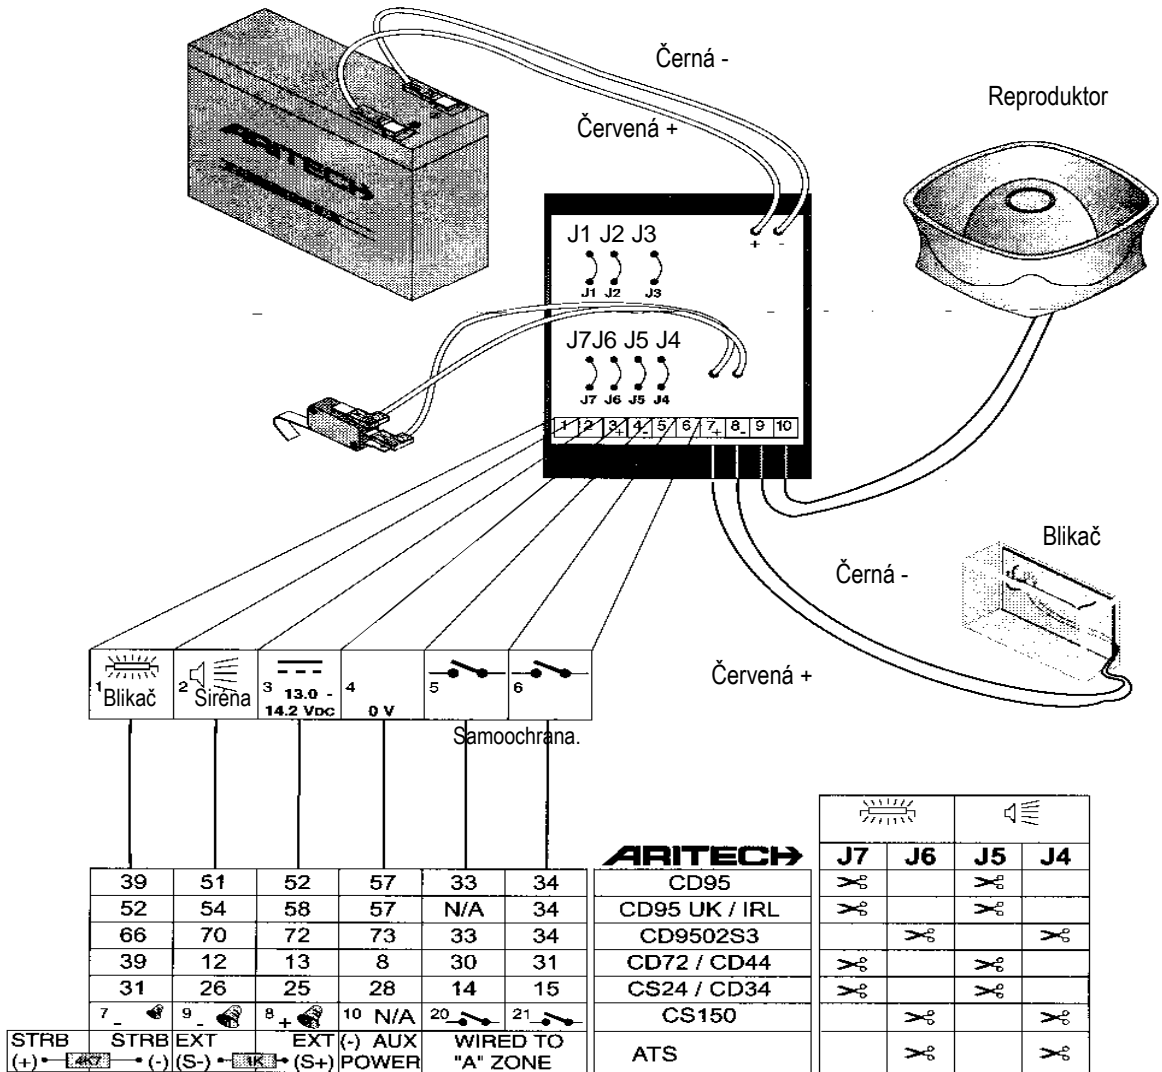 Černá -
Reproduktor
Červená +
ARITECH
+ -
J1 J2 J3
J1 J2 J3
J7 J6 J5 J4
J7 J6 J5 J4
1 2 3 4 5 6 7 8 9 10
+ - + -
Blikač
Černá -
Červená +
1 Blikač
2 Siréna
3 13.0 - 14.2 VDC
4 0 V
5
6
Samoochrana.
ARITECH J7 J6 J5 J4
39 51 52 57 33 34 CD95
52 54 58 57 N/A 34 CD95 UK / IRL
66 70 72 73 33 34 CD9502S3
39 12 13 8 30 31 CD72 / CD44
31 26 25 28 14 15 CS24 / CD34
7 - 9 - 8 + 10 N/A 20 21 CS150
STRB STRB EXT EXT (-) AUX WIRED TO ATS
(+) 4K7 (-) (S-) 1K (S+) POWER "A" ZONE